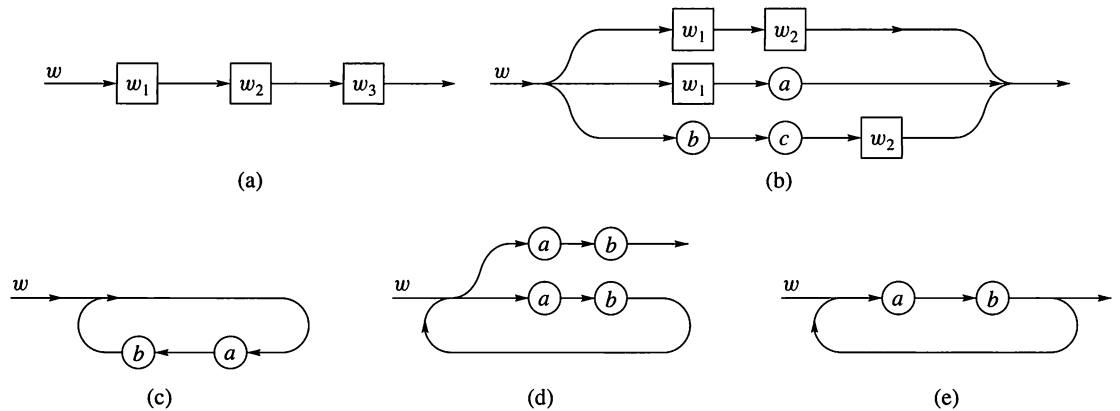 w w₁ w₂ w₃
(a)
w₁ w₂
w w₁ a
b c w₂
(b)
w
b a
(c)
a b
w a b
(d)
w a b
(e)